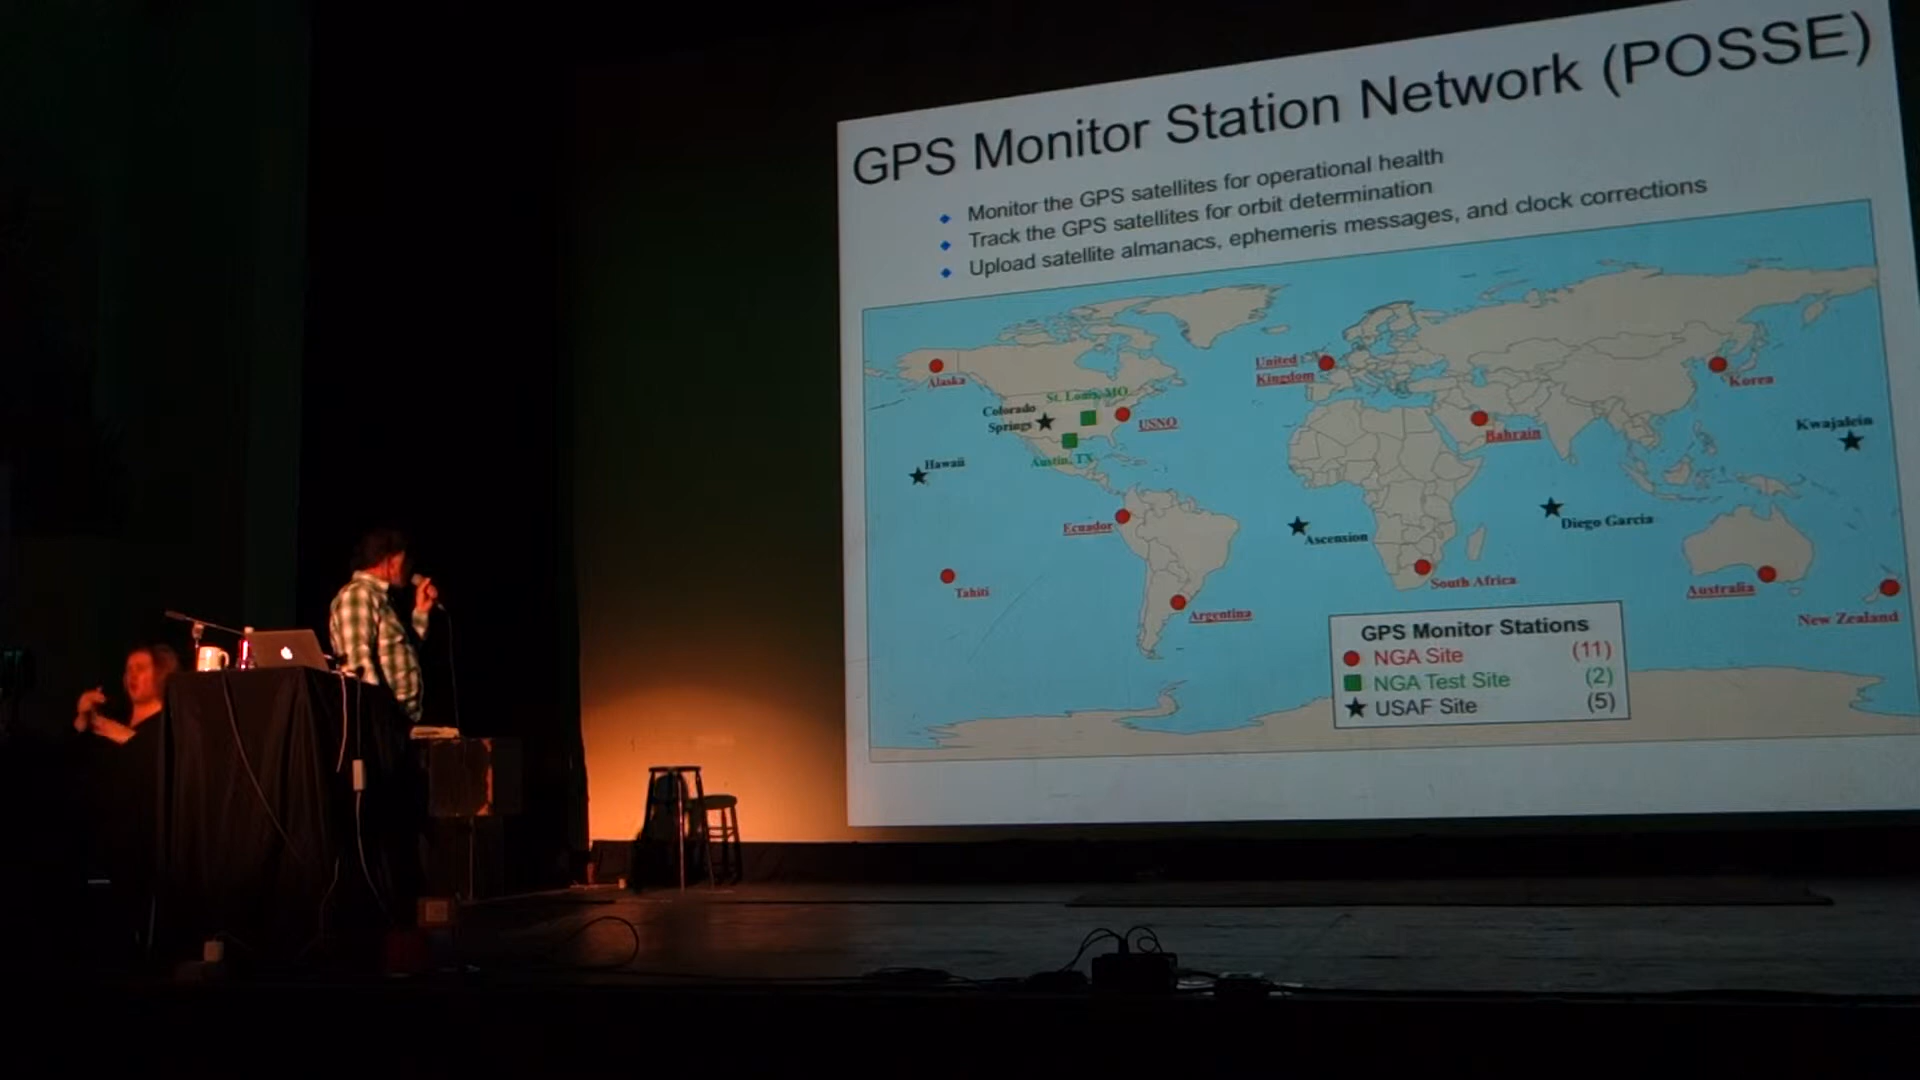 GPS Monitor Station Network (POSSE)
Monitor the GPS satellites for operational health
Track the GPS satellites for orbit determination
Upload satellite almanacs, ephemeris messages, and clock corrections
Alaska
St. Louis, MO
Colorado
Springs
USNO
Austin, TX
Hawaii
United
Kingdom
Korea
Bahrain
Kwajalein
Ecuador
Ascension
Diego Garcia
Tahiti
South Africa
Australia
Argentina
New Zealand
GPS Monitor Stations
NGA Site (11)
NGA Test Site (2)
USAF Site (5)